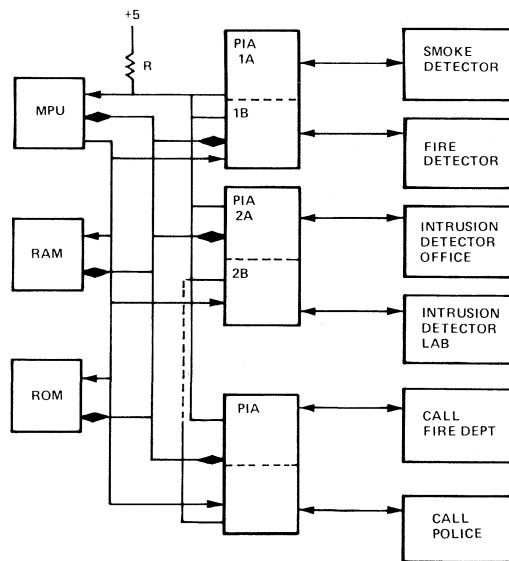 +5
R
MPU
RAM
ROM
PIA
1A
1B
PIA
2A
2B
PIA
SMOKE
DETECTOR
FIRE
DETECTOR
INTRUSION
DETECTOR
OFFICE
INTRUSION
DETECTOR
LAB
CALL
FIRE DEPT
CALL
POLICE